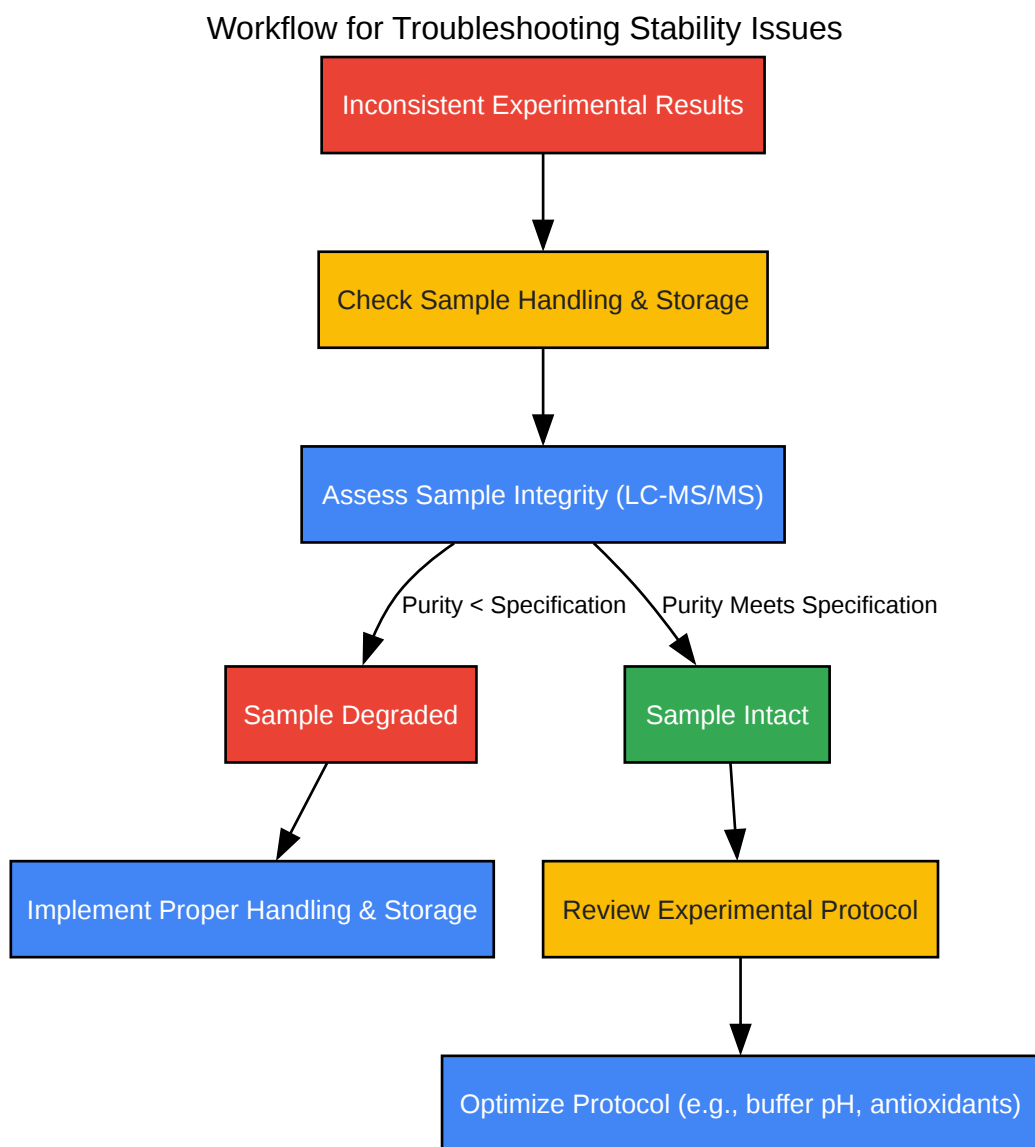 Workflow for Troubleshooting Stability Issues
Inconsistent Experimental Results
Check Sample Handling & Storage
Assess Sample Integrity (LC-MS/MS)
Purity < Specification
Purity Meets Specification
Sample Degraded
Sample Intact
Implement Proper Handling & Storage
Review Experimental Protocol
Optimize Protocol (e.g., buffer pH, antioxidants)